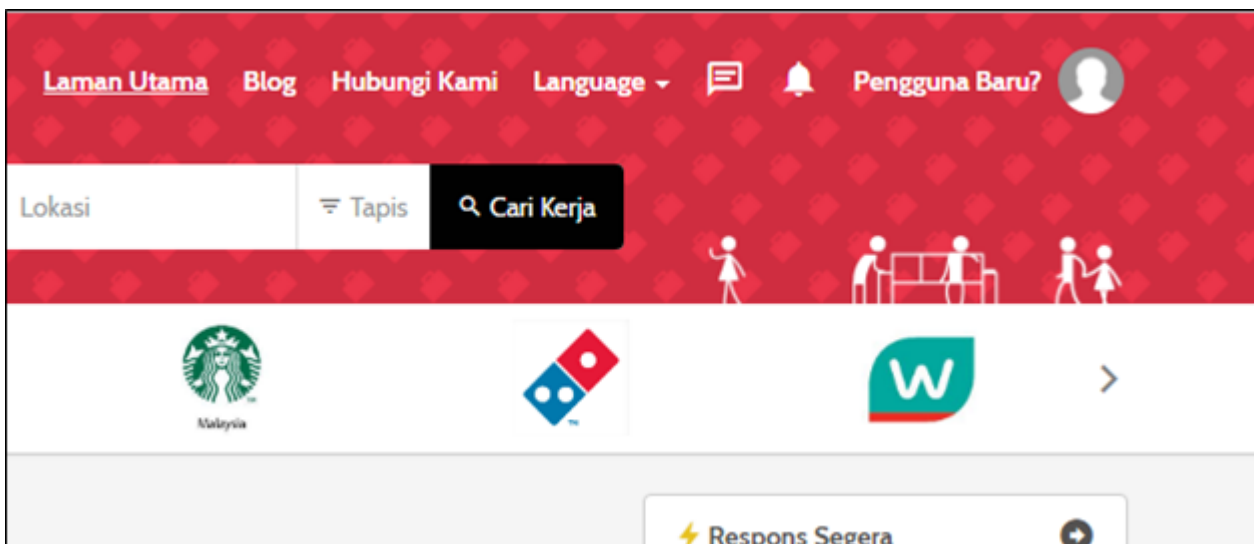 Laman Utama Blog Hubungi Kami Language Pengguna Baru?
Lokasi Tapis Cari Kerja
W
Malaysia
Respons Segera